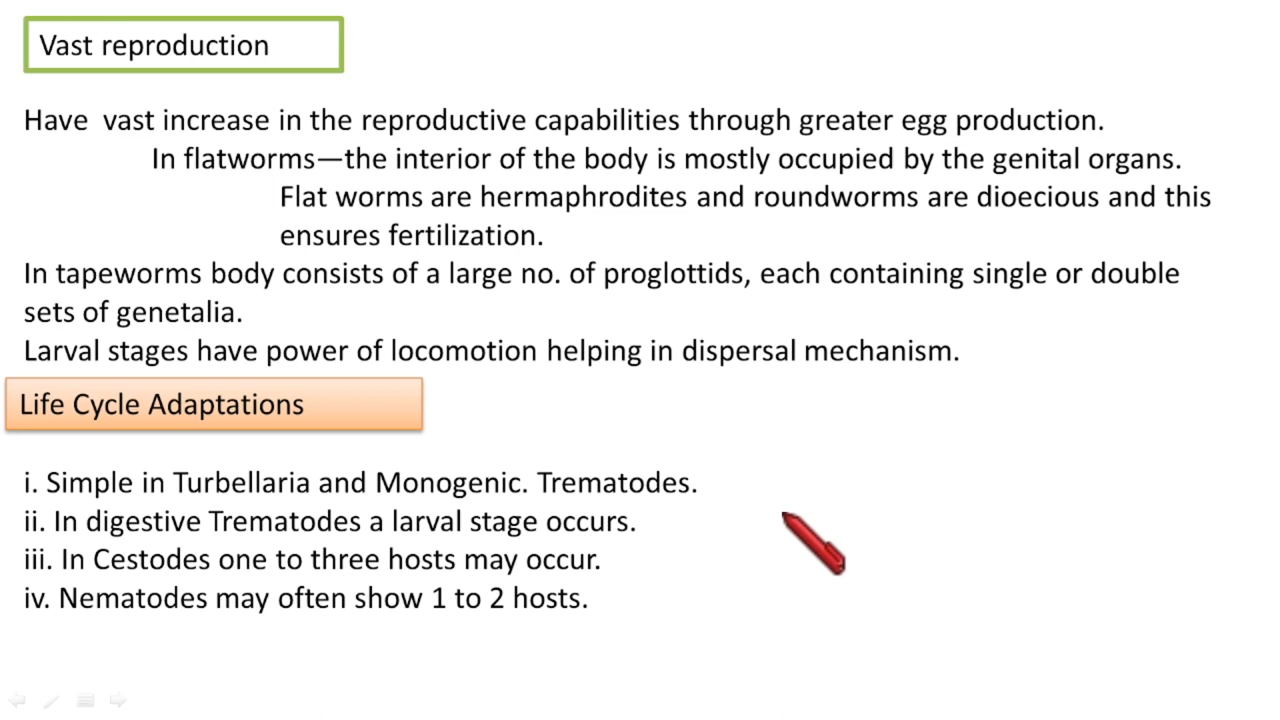 Vast reproduction
Have vast increase in the reproductive capabilities through greater egg production.
In flatworms—the interior of the body is mostly occupied by the genital organs.
Flat worms are hermaphrodites and roundworms are dioecious and this
ensures fertilization.
In tapeworms body consists of a large no. of proglottids, each containing single or double
sets of genetalia.
Larval stages have power of locomotion helping in dispersal mechanism.
Life Cycle Adaptations
i. Simple in Turbellaria and Monogenic. Trematodes.
ii. In digestive Trematodes a larval stage occurs.
iii. In Cestodes one to three hosts may occur.
iv. Nematodes may often show 1 to 2 hosts.